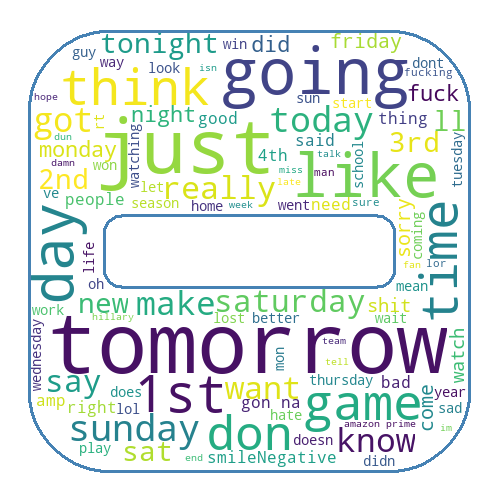 tonight win did friday
guy
way look isn going dont
fucking
think sun fuck
hope
got rt night good today start thing ll
dun
just watching said 3rd
monday 4th talk school tuesday
damn won miss like
2nd let really late man
ve people season home went need sure
week
day life time sorry coming
oh fan lor
mean
new make saturday shit
work hillary lost better wait
wednesday tomorrow team watch
mon tell
say does 1st want thursday bad year
amp right lol gon na game come sad
hate amazon prime im
sunday don doesn know
play sat end smileNegative didn